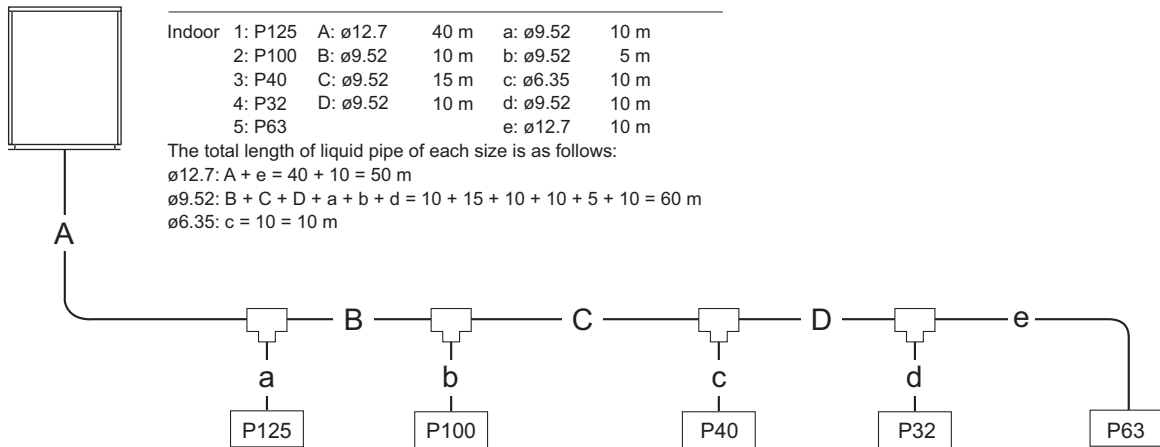 Indoor 1: P125 A: ø12.7 40 m a: ø9.52 10 m
2: P100 B: ø9.52 10 m b: ø9.52 5 m
3: P40 C: ø9.52 15 m c: ø6.35 10 m
4: P32 D: ø9.52 10 m d: ø9.52 10 m
5: P63 e: ø12.7 10 m
The total length of liquid pipe of each size is as follows:
ø12.7: A + e = 40 + 10 = 50 m
ø9.52: B + C + D + a + b + d = 10 + 15 + 10 + 10 + 5 + 10 = 60 m
ø6.35: c = 10 = 10 m
A
B C D e
a b c d
P125 P100 P40 P32 P63